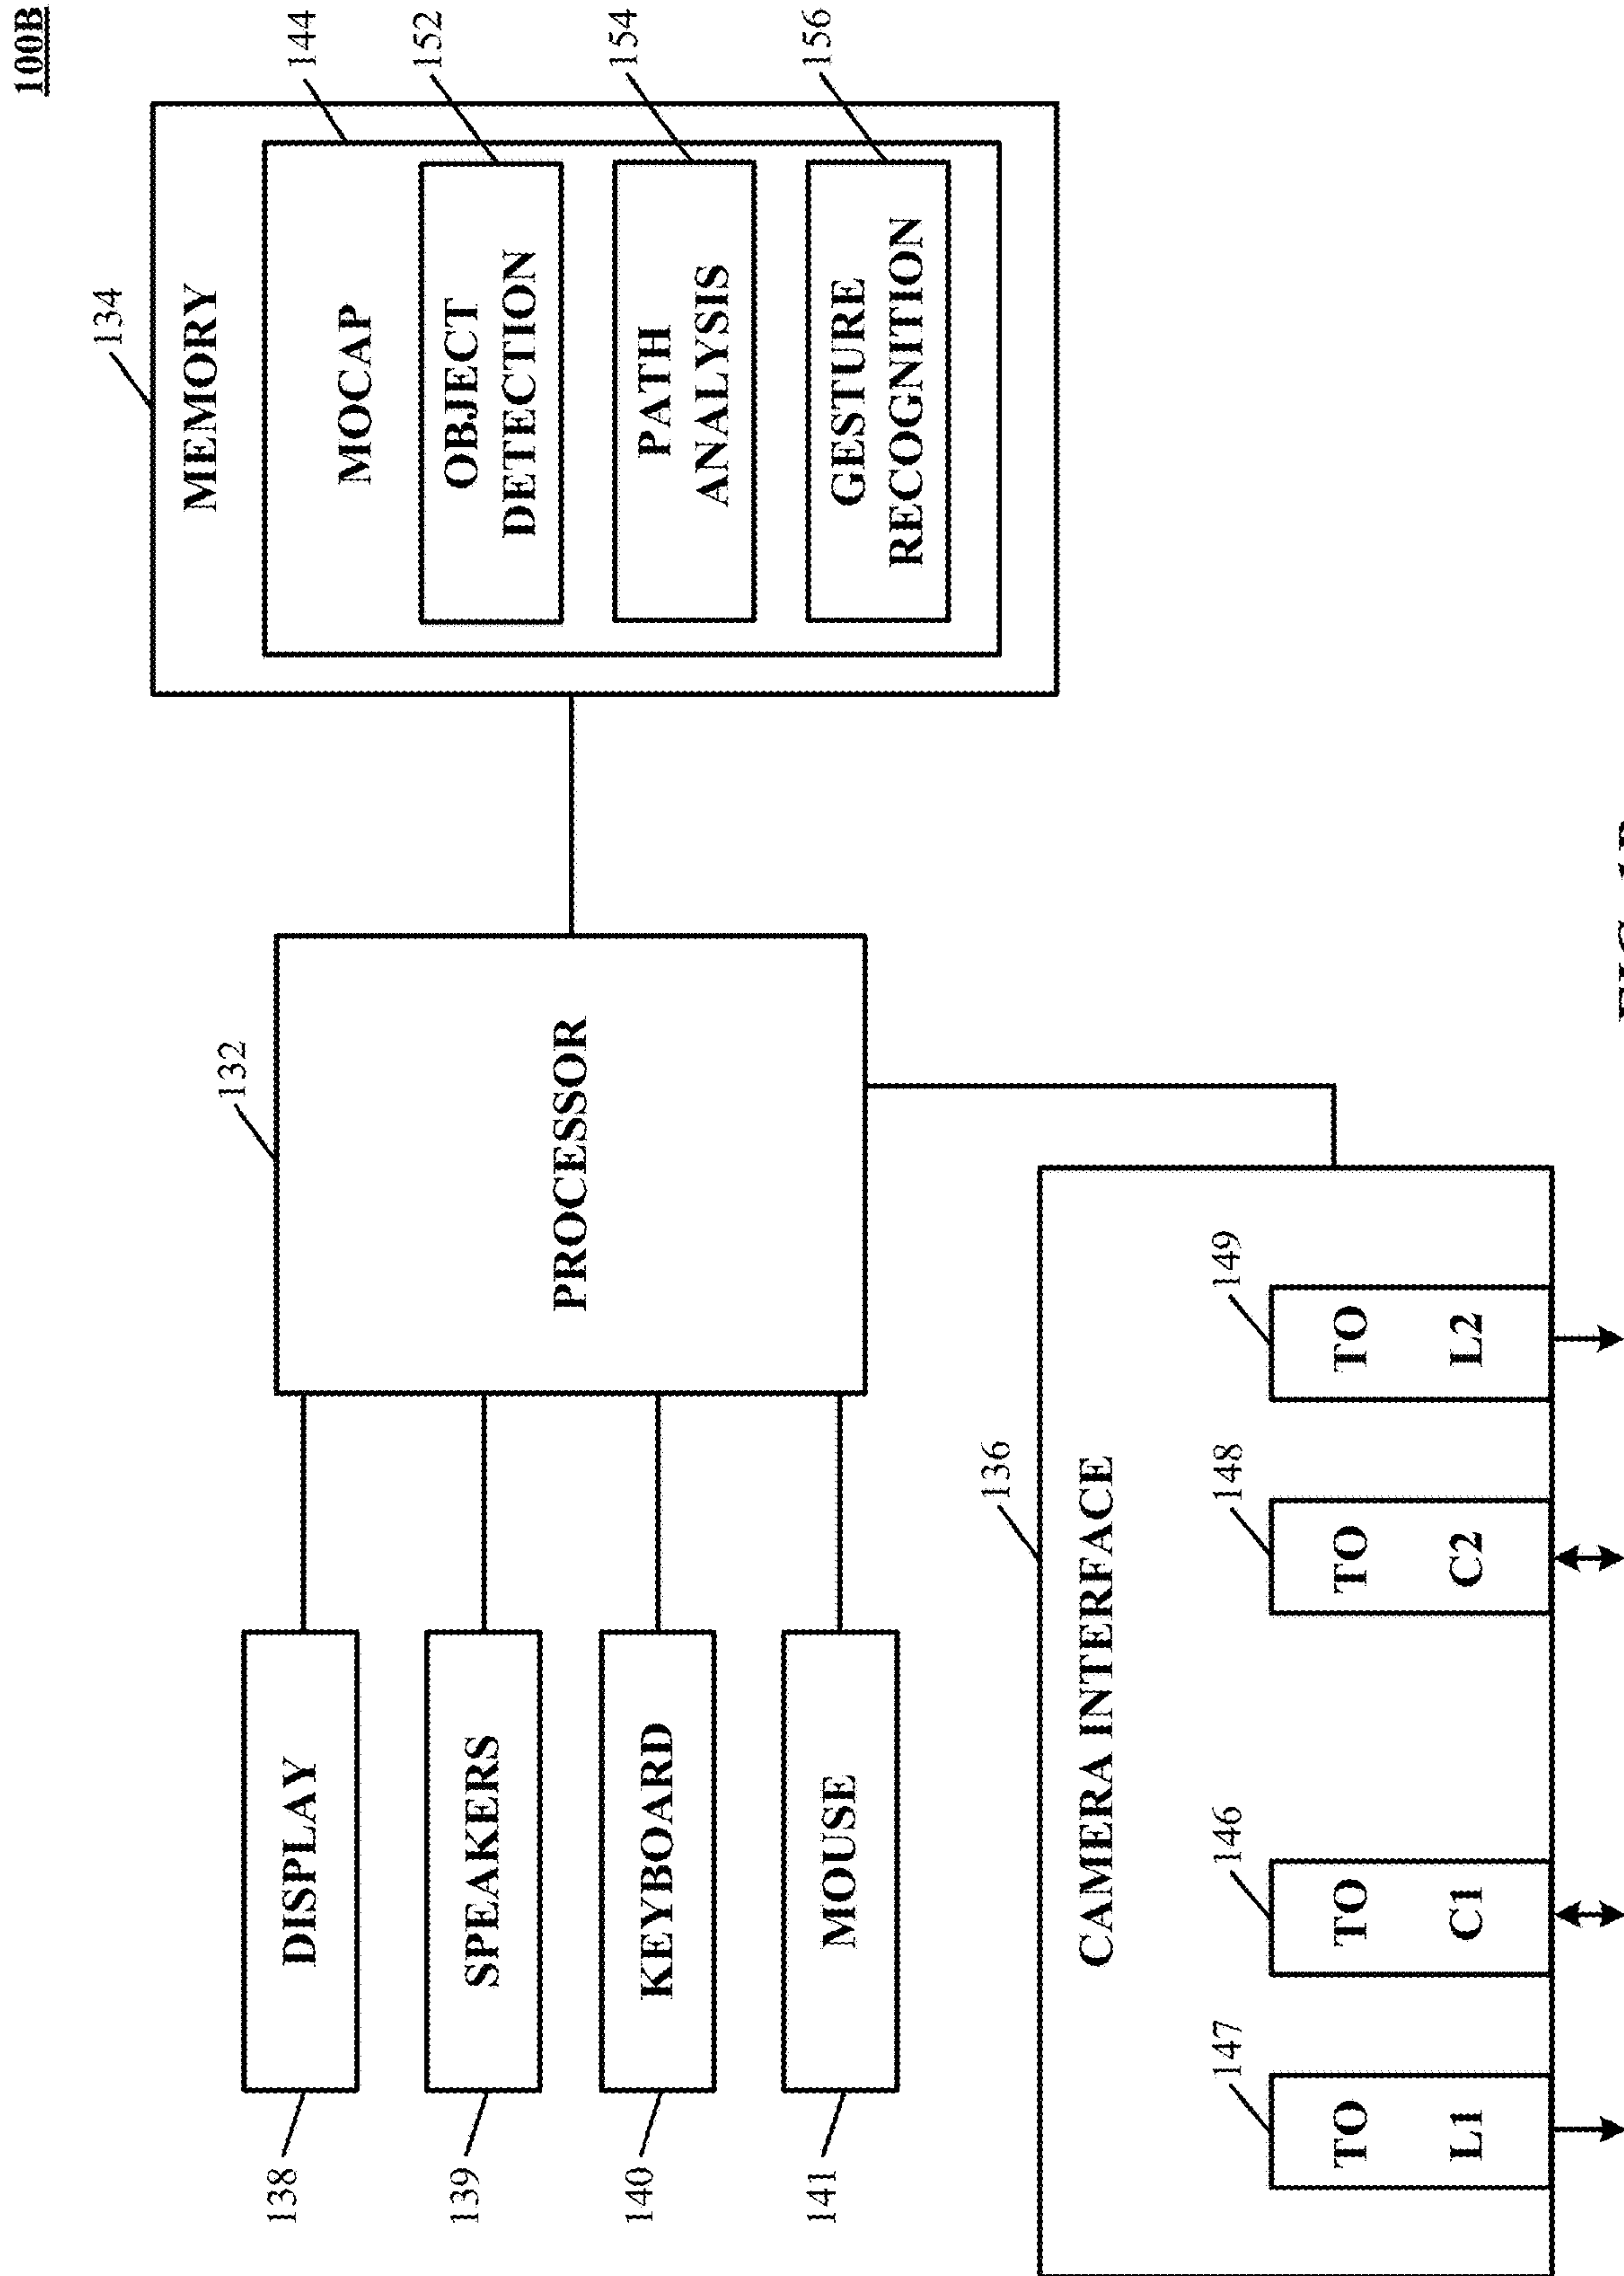 100B
134
MEMORY
144
MOCAP
152
OBJECT
DETECTION
154
PATH
ANALYSIS
156
GESTURE
RECOGNITION
132
PROCESSOR
138
DISPLAY
139
SPEAKERS
140
KEYBOARD
141
MOUSE
136
CAMERA INTERFACE
147
TO
L1
146
TO
C1
148
TO
C2
149
TO
L2